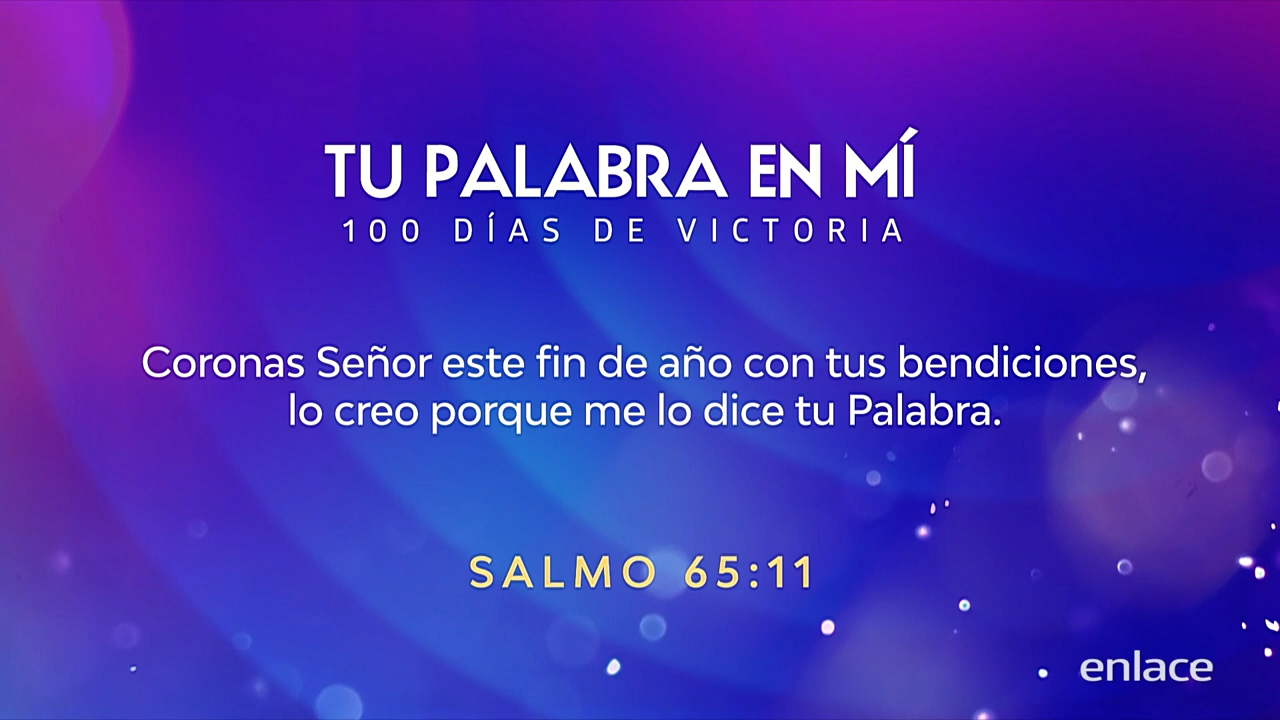 TU PALABRA EN MÍ
100 DÍAS DE VICTORIA
Coronas Señor este fin de año con tus bendiciones,
lo creo porque me lo dice tu Palabra.
SALMO 65:11
enlace